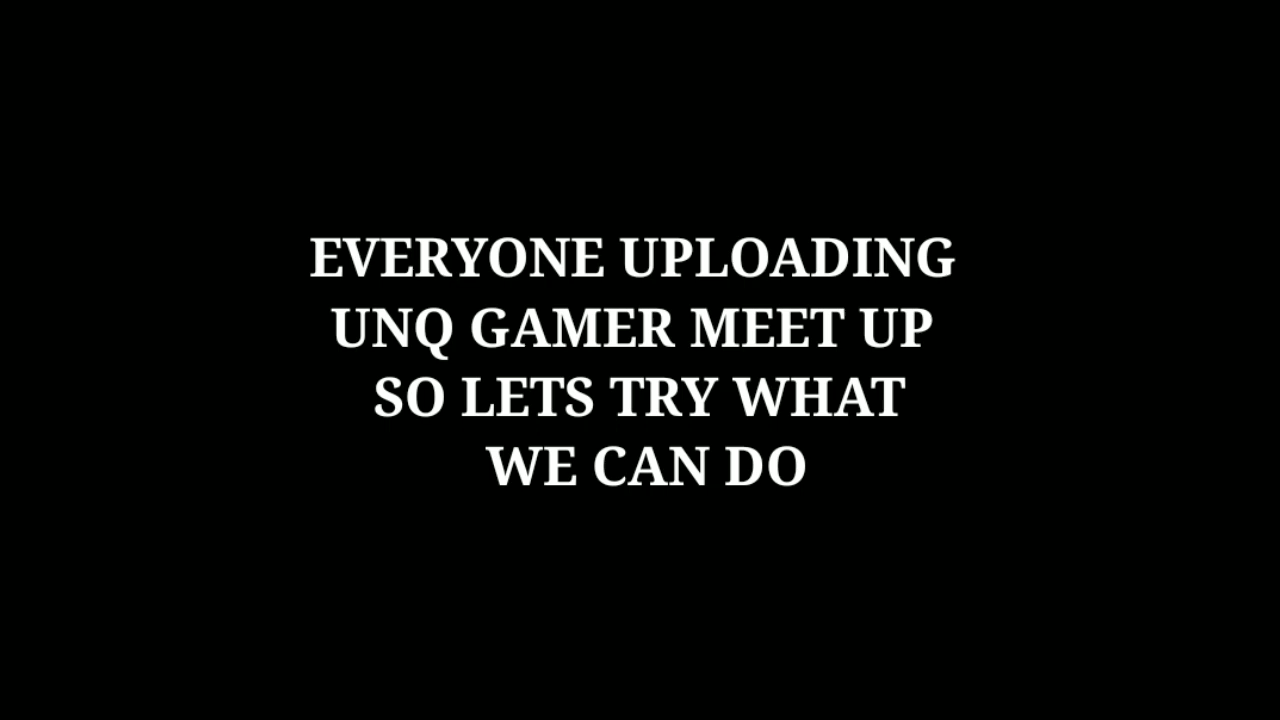 EVERYONE UPLOADING
UNQ GAMER MEET UP
SO LETS TRY WHAT
WE CAN DO